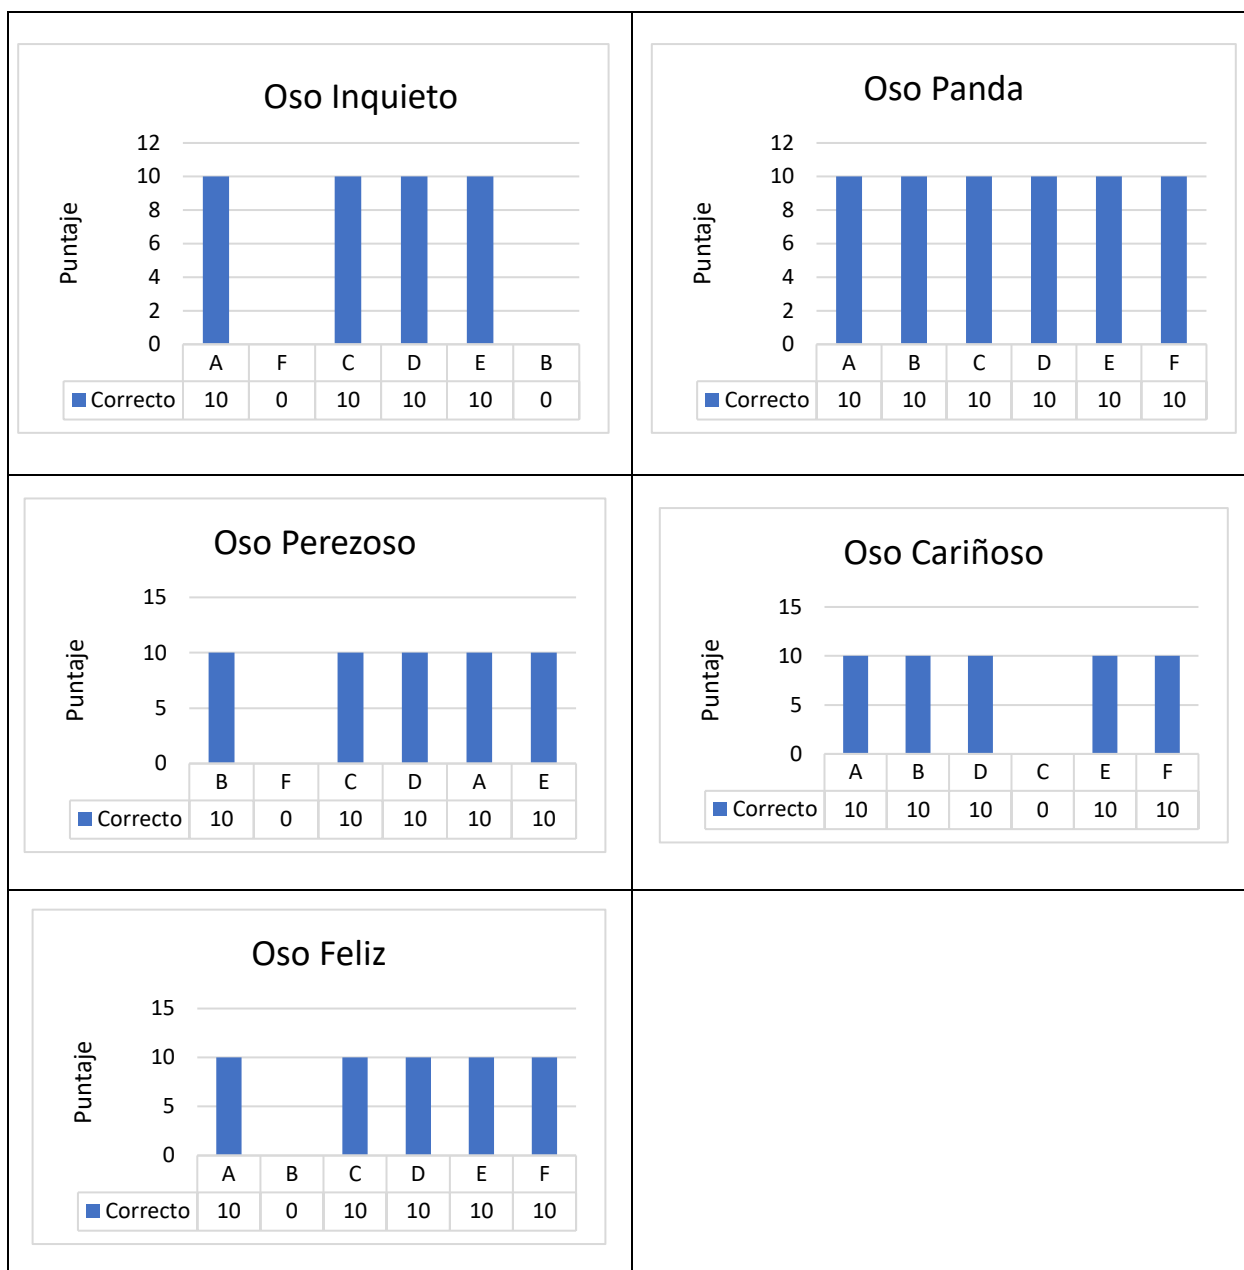 Oso Inquieto
Puntaje
12
10
8
6
4
2
0
A F C D E B
Correcto 10 0 10 10 10 0
Oso Panda
Puntaje
12
10
8
6
4
2
0
A B C D E F
Correcto 10 10 10 10 10 10
Oso Perezoso
Puntaje
15
10
5
0
B F C D A E
Correcto 10 0 10 10 10 10
Oso Cariñoso
Puntaje
15
10
5
0
A B D C E F
Correcto 10 10 10 0 10 10
Oso Feliz
Puntaje
15
10
5
0
A B C D E F
Correcto 10 0 10 10 10 10